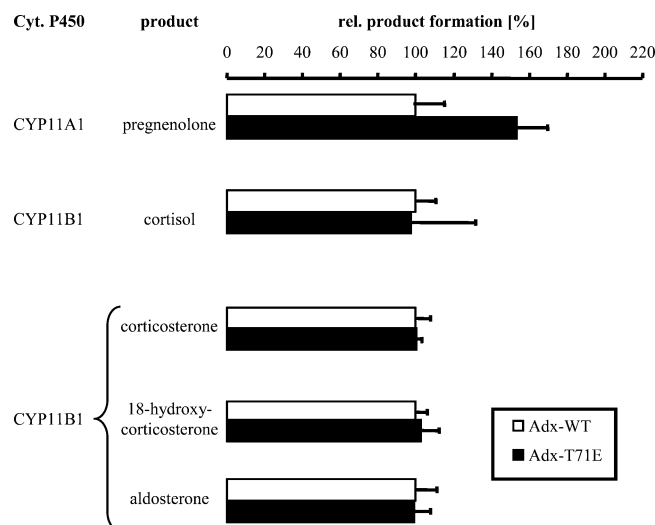 Cyt. P450 product rel. product formation [%]
0 20 40 60 80 100 120 140 160 180 200 220
CYP11A1 pregnenolone
CYP11B1 cortisol
corticosterone
CYP11B1
18-hydroxy-
corticosterone
aldosterone
Adx-WT
Adx-T71E